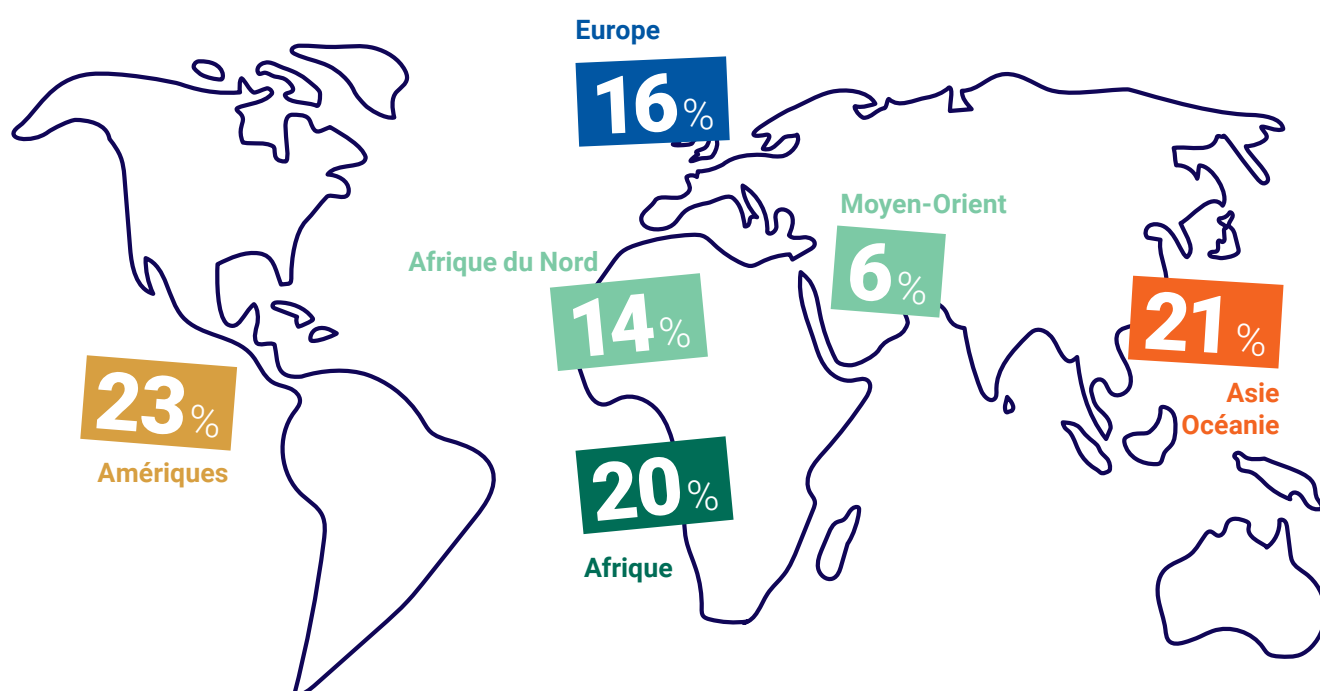 Europe
16%
Moyen-Orient
6%
Afrique du Nord
14%
21%
Asie
Océanie
23%
Amériques
20%
Afrique